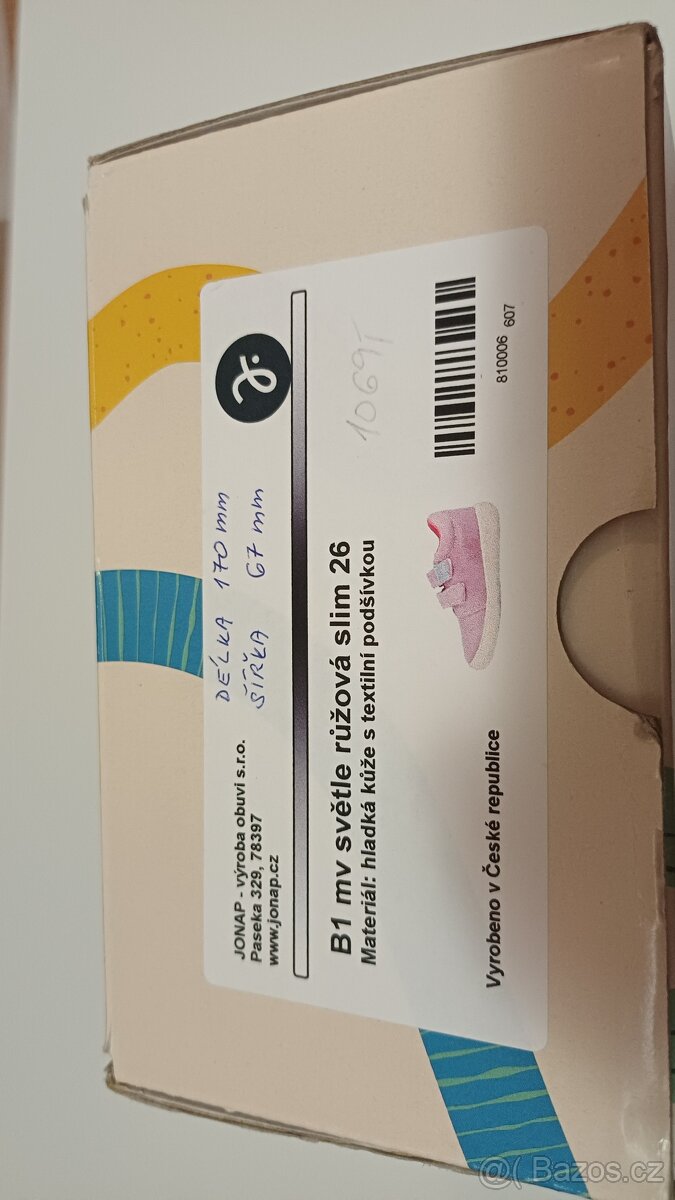 JONAP - výroba obuvi s.r.o.
Paseka 329, 78397
www.jonap.cz
DÉLKA 170 mm
ŠÍŘKA 67 mm
B1 mv světle růžová slim 26
Materiál: hladká kůže s textilní podšívkou
Vyrobeno v České republice
810006 607
@( Bazos.cz